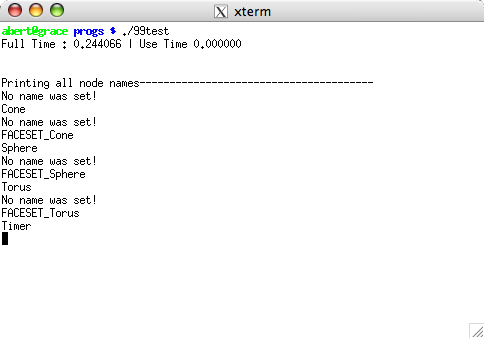 X xterm
abert@grace progs $ ./99test
Full Time : 0.244066 | Use Time 0.000000
Printing all node names------------------------------------
No name was set!
Cone
No name was set!
FACESET_Cone
Sphere
No name was set!
FACESET_Sphere
Torus
No name was set!
FACESET_Torus
Timer